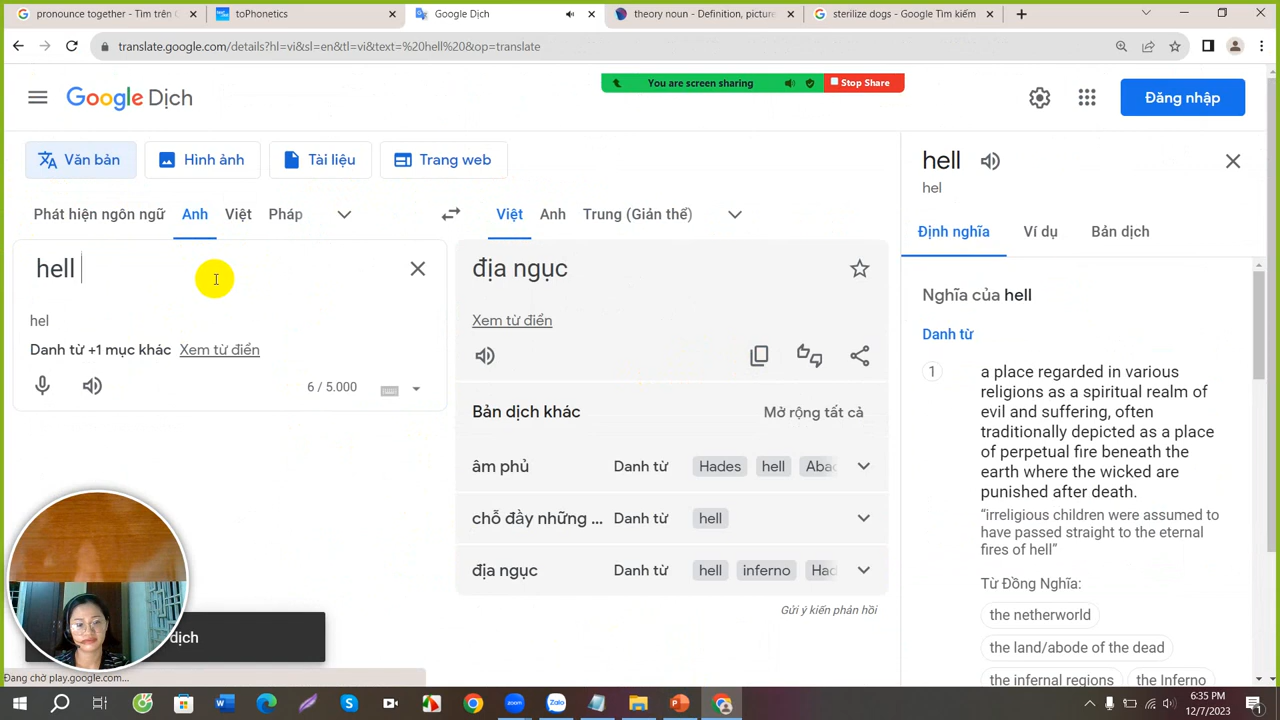 pronounce together - Tìm trên G
toPhonetics
Google Dịch
theory noun - Definition, picture
sterilize dogs - Google Tìm kiếm
translate.google.com/details?hl=vi&sl=en&tl=vi&text=%20hell%20&op=translate
You are screen sharing
Stop Share
Google Dịch
Đăng nhập
Văn bản
Hình ảnh
Tài liệu
Trang web
Phát hiện ngôn ngữ
Anh
Việt
Pháp
Việt
Anh
Trung (Giản thể)
hell
hel
Danh từ +1 mục khác
Xem từ điển
6 / 5.000
địa ngục
Xem từ điển
Bản dịch khác
Mở rộng tất cả
âm phủ Danh từ Hades hell Abad
chỗ đầy những ... Danh từ hell
địa ngục Danh từ hell inferno Had
Gửi ý kiến phản hồi
hell
hel
Định nghĩa
Ví dụ
Bản dịch
Nghĩa của hell
Danh từ
1
a place regarded in various
religions as a spiritual realm of
evil and suffering, often
traditionally depicted as a place
of perpetual fire beneath the
earth where the wicked are
punished after death.
“irreligious children were assumed to
have passed straight to the eternal
fires of hell”
Từ Đồng Nghĩa:
the netherworld
the land/abode of the dead
the infernal regions
the Inferno
dịch
Đang chờ play.google.com...
zoom
Zalo
6:35 PM
12/7/2023